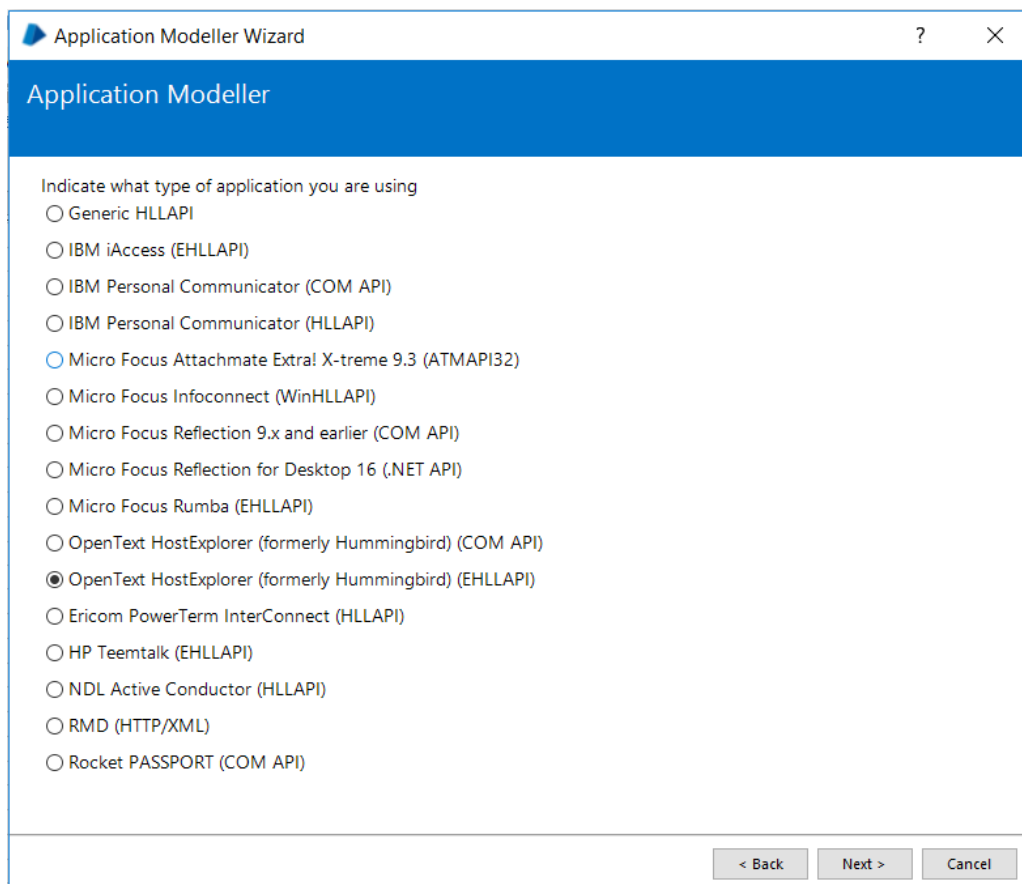 Application Modeller Wizard ?
Application Modeller
Indicate what type of application you are using
Generic HLLAPI
IBM iAccess (EHLLAPI)
IBM Personal Communicator (COM API)
IBM Personal Communicator (HLLAPI)
Micro Focus Attachmate Extra! X-treme 9.3 (ATMAPI32)
Micro Focus Infoconnect (WinHLLAPI)
Micro Focus Reflection 9.x and earlier (COM API)
Micro Focus Reflection for Desktop 16 (.NET API)
Micro Focus Rumba (EHLLAPI)
OpenText HostExplorer (formerly Hummingbird) (COM API)
OpenText HostExplorer (formerly Hummingbird) (EHLLAPI)
Ericom PowerTerm InterConnect (HLLAPI)
HP Teemtalk (EHLLAPI)
NDL Active Conductor (HLLAPI)
RMD (HTTP/XML)
Rocket PASSPORT (COM API)
< Back Next > Cancel